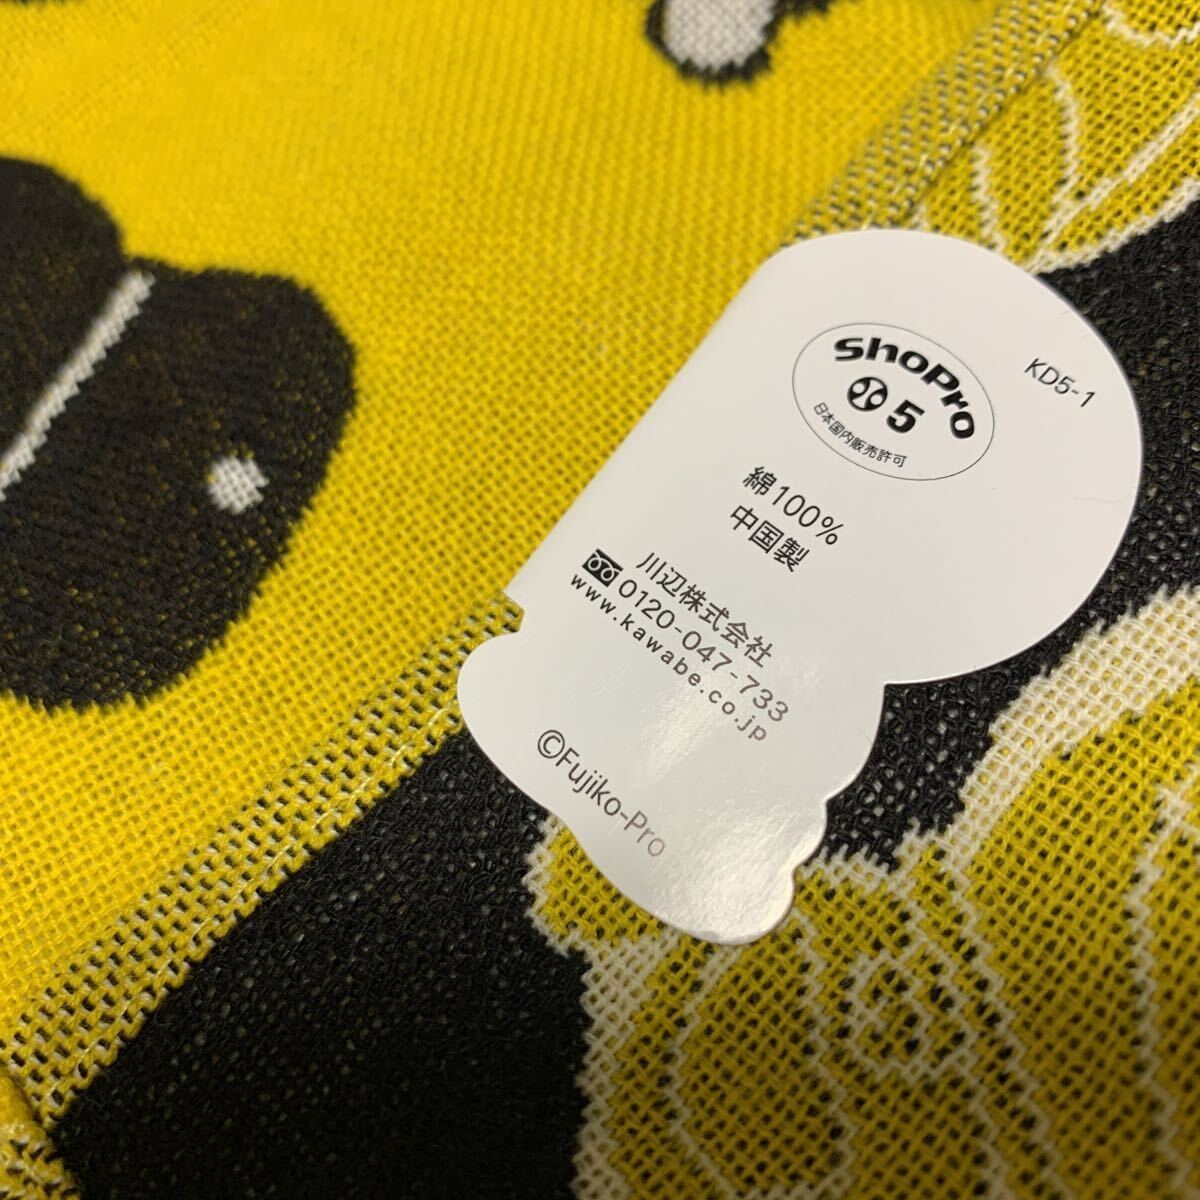 KD5-1
ShoPro
5
日本国内販売許可
綿100%
中国製
川辺株式会社
0120-047-733
www.kawabe.co.jp
©Fujiko-Pro